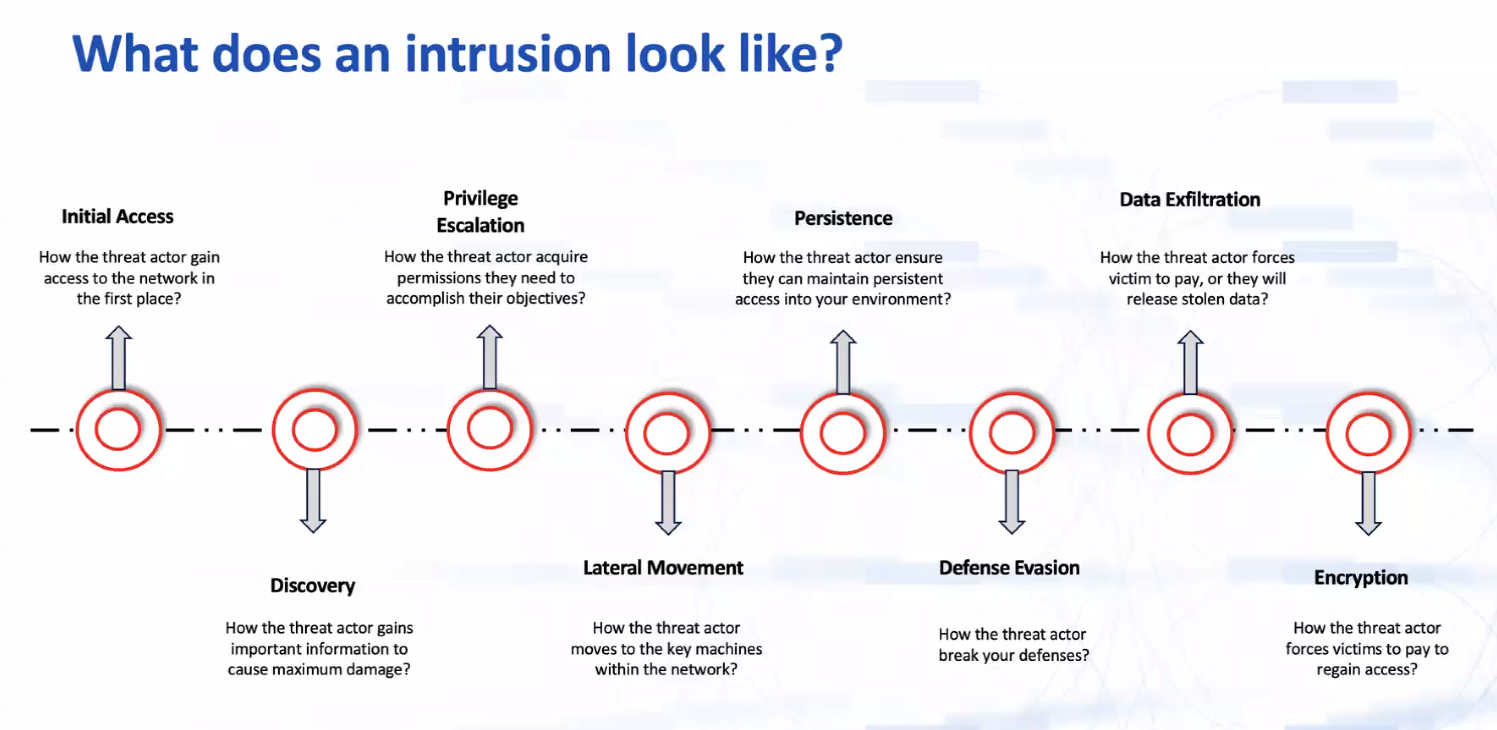 What does an intrusion look like?
Initial Access
How the threat actor gain
access to the network in
the first place?
Discovery
How the threat actor gains
important information to
cause maximum damage?
Privilege
Escalation
How the threat actor acquire
permissions they need to
accomplish their objectives?
Lateral Movement
How the threat actor
moves to the key machines
within the network?
Persistence
How the threat actor ensure
they can maintain persistent
access into your environment?
Defense Evasion
How the threat actor
break your defenses?
Data Exfiltration
How the threat actor forces
victim to pay, or they will
release stolen data?
Encryption
How the threat actor
forces victims to pay to
regain access?